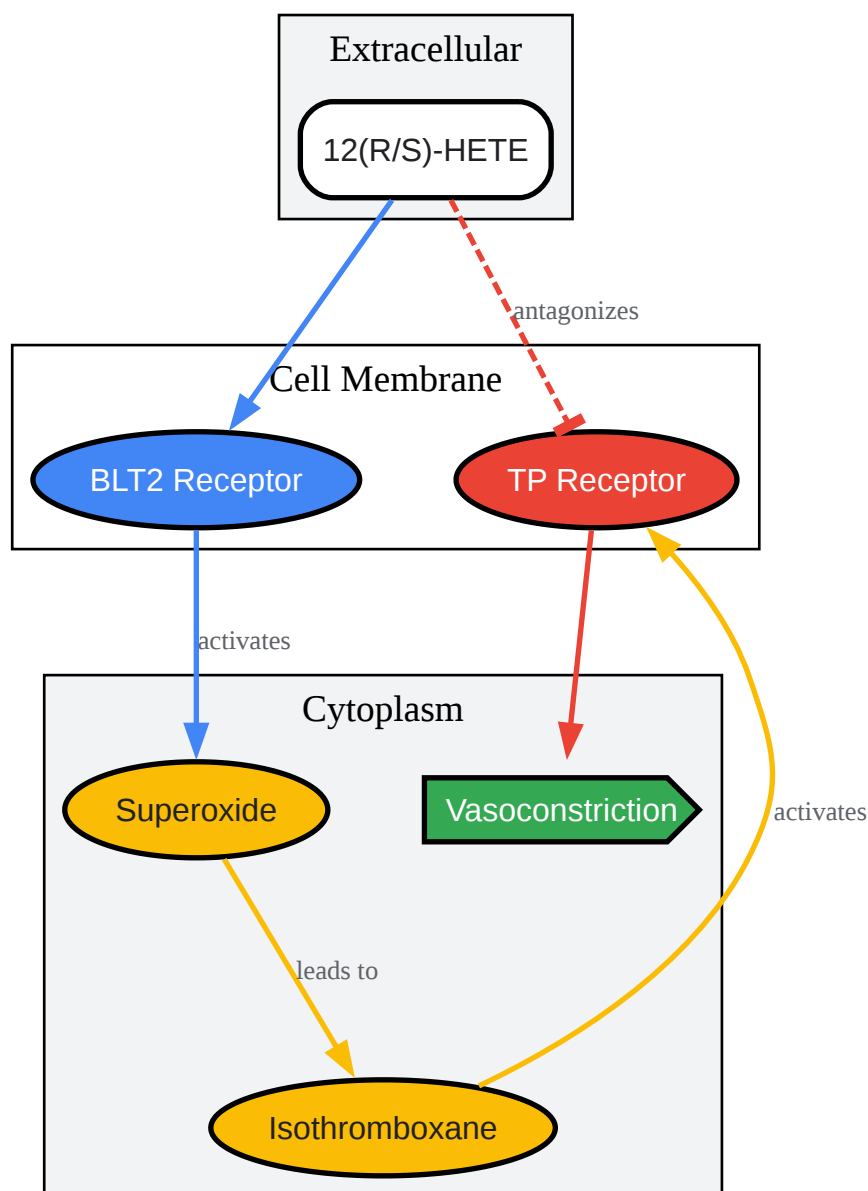 Extracellular
12(R/S)-HETE
antagonizes
Cell Membrane
BLT2 Receptor
TP Receptor
activates
Cytoplasm
Superoxide
Vasoconstriction
activates
leads to
Isothromboxane